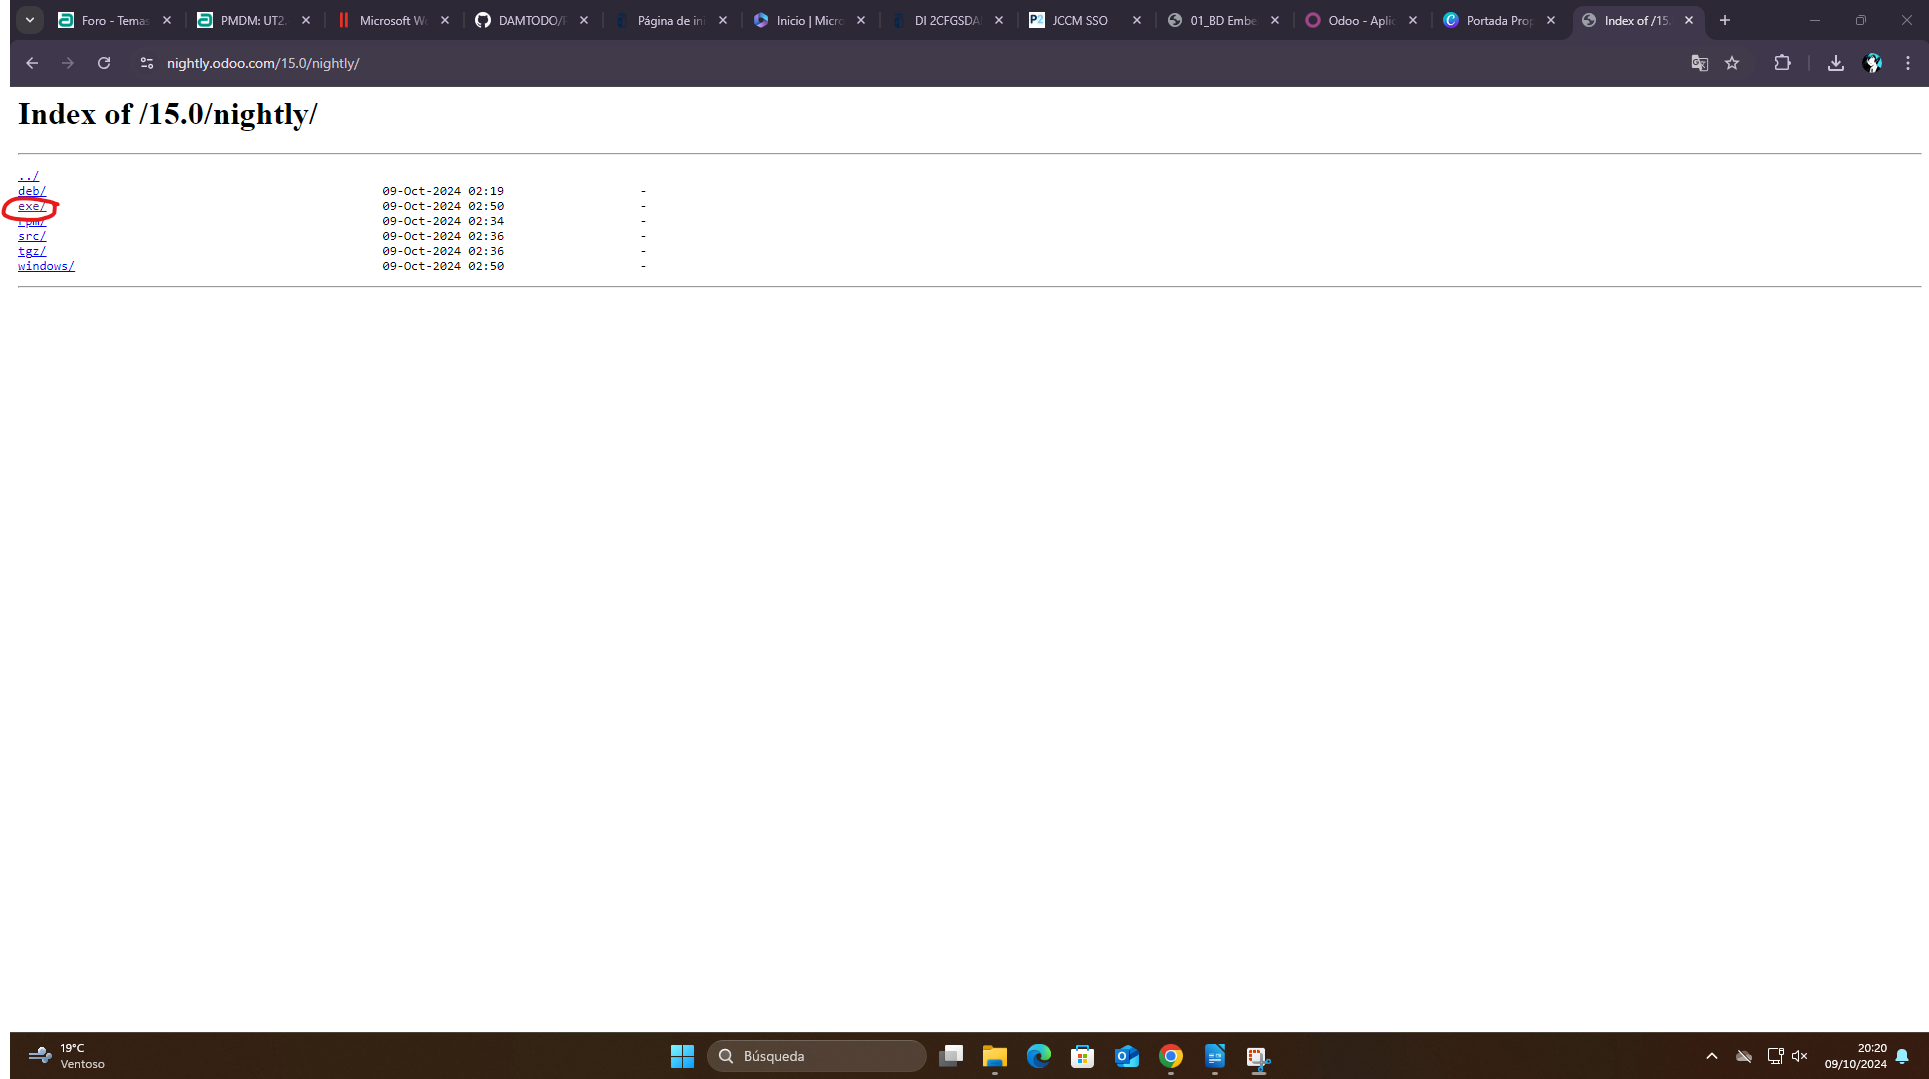 Foro - Temas
PMDM: UT2.
Microsoft Wo
DAMTODO/F
Página de ini
Inicio | Micro
DI 2CFGSDA
JCCM SSO
01_BD Embe
Odoo - Aplic
Portada Prop
Index of /15.
nightly.odoo.com/15.0/nightly/
Index of /15.0/nightly/
../
deb/ 09-Oct-2024 02:19 -
exe/ 09-Oct-2024 02:50 -
rpm/ 09-Oct-2024 02:34 -
src/ 09-Oct-2024 02:36 -
tgz/ 09-Oct-2024 02:36 -
windows/ 09-Oct-2024 02:50 -
19°C
Ventoso
Búsqueda
20:20
09/10/2024